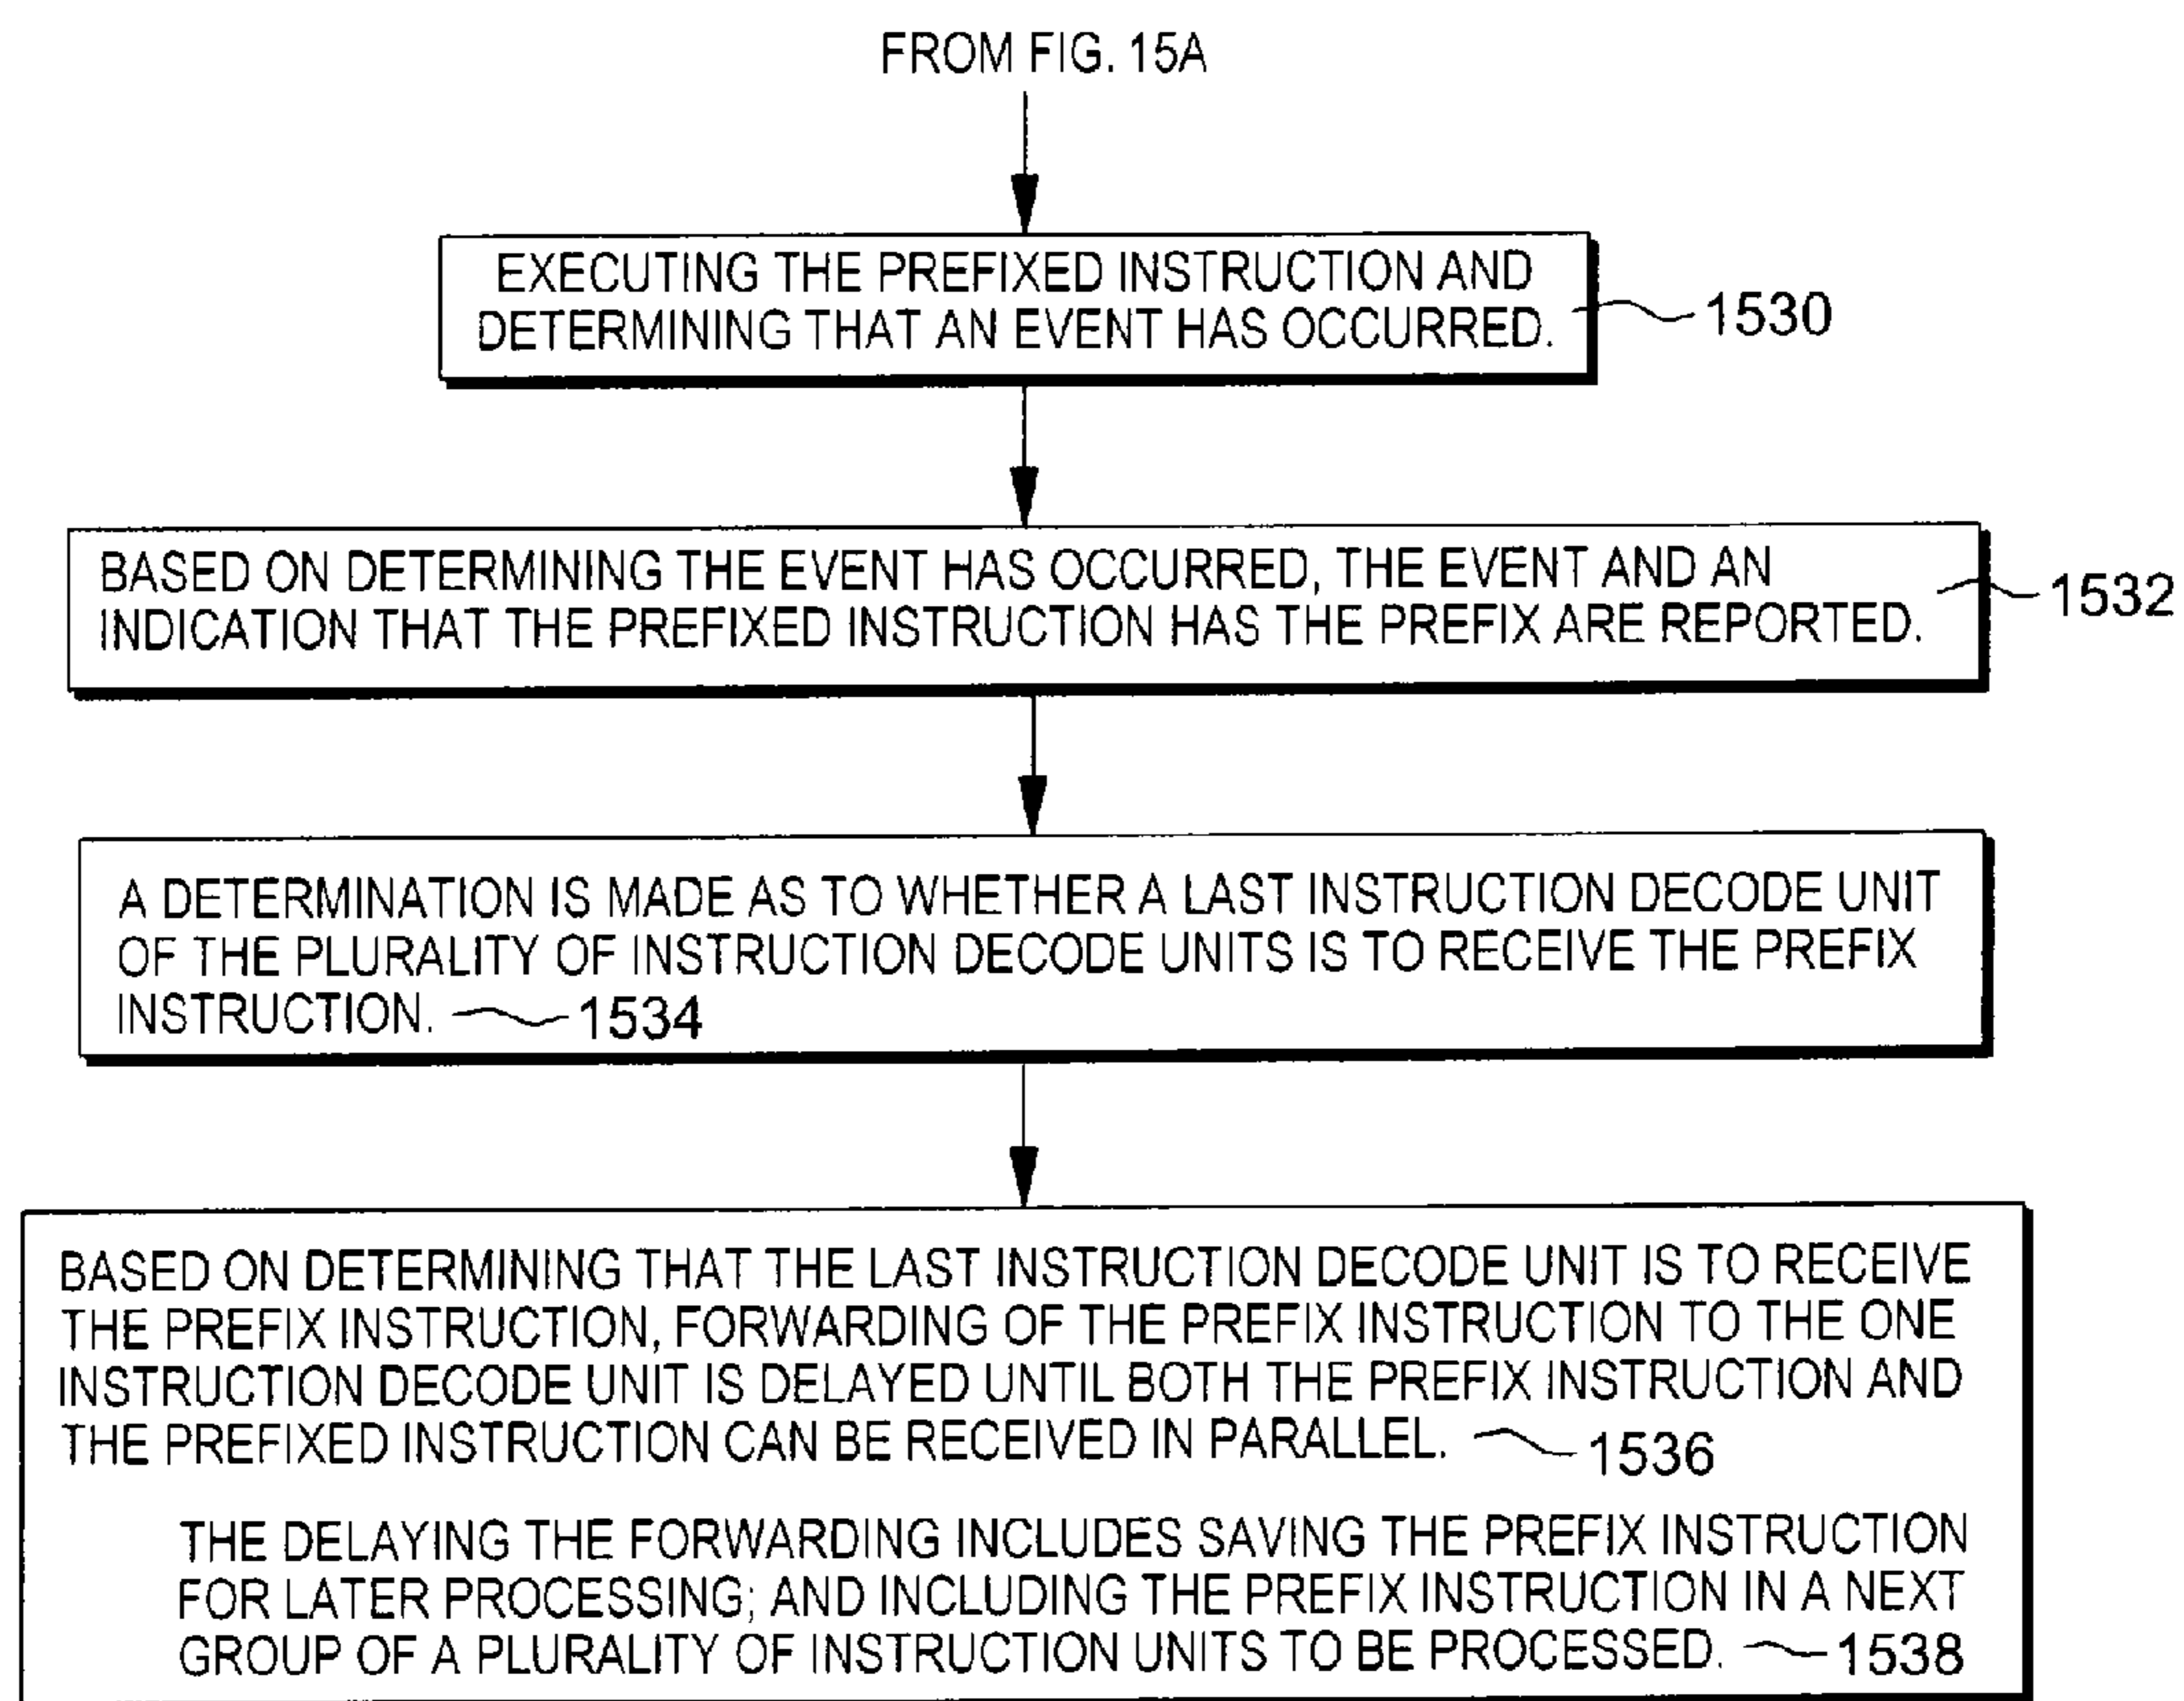 FROM FIG. 15A
EXECUTING THE PREFIXED INSTRUCTION AND
DETERMINING THAT AN EVENT HAS OCCURRED.
1530
BASED ON DETERMINING THE EVENT HAS OCCURRED, THE EVENT AND AN
INDICATION THAT THE PREFIXED INSTRUCTION HAS THE PREFIX ARE REPORTED.
1532
A DETERMINATION IS MADE AS TO WHETHER A LAST INSTRUCTION DECODE UNIT
OF THE PLURALITY OF INSTRUCTION DECODE UNITS IS TO RECEIVE THE PREFIX
INSTRUCTION. 1534
BASED ON DETERMINING THAT THE LAST INSTRUCTION DECODE UNIT IS TO RECEIVE
THE PREFIX INSTRUCTION, FORWARDING OF THE PREFIX INSTRUCTION TO THE ONE
INSTRUCTION DECODE UNIT IS DELAYED UNTIL BOTH THE PREFIX INSTRUCTION AND
THE PREFIXED INSTRUCTION CAN BE RECEIVED IN PARALLEL. 1536
THE DELAYING THE FORWARDING INCLUDES SAVING THE PREFIX INSTRUCTION
FOR LATER PROCESSING; AND INCLUDING THE PREFIX INSTRUCTION IN A NEXT
GROUP OF A PLURALITY OF INSTRUCTION UNITS TO BE PROCESSED. 1538